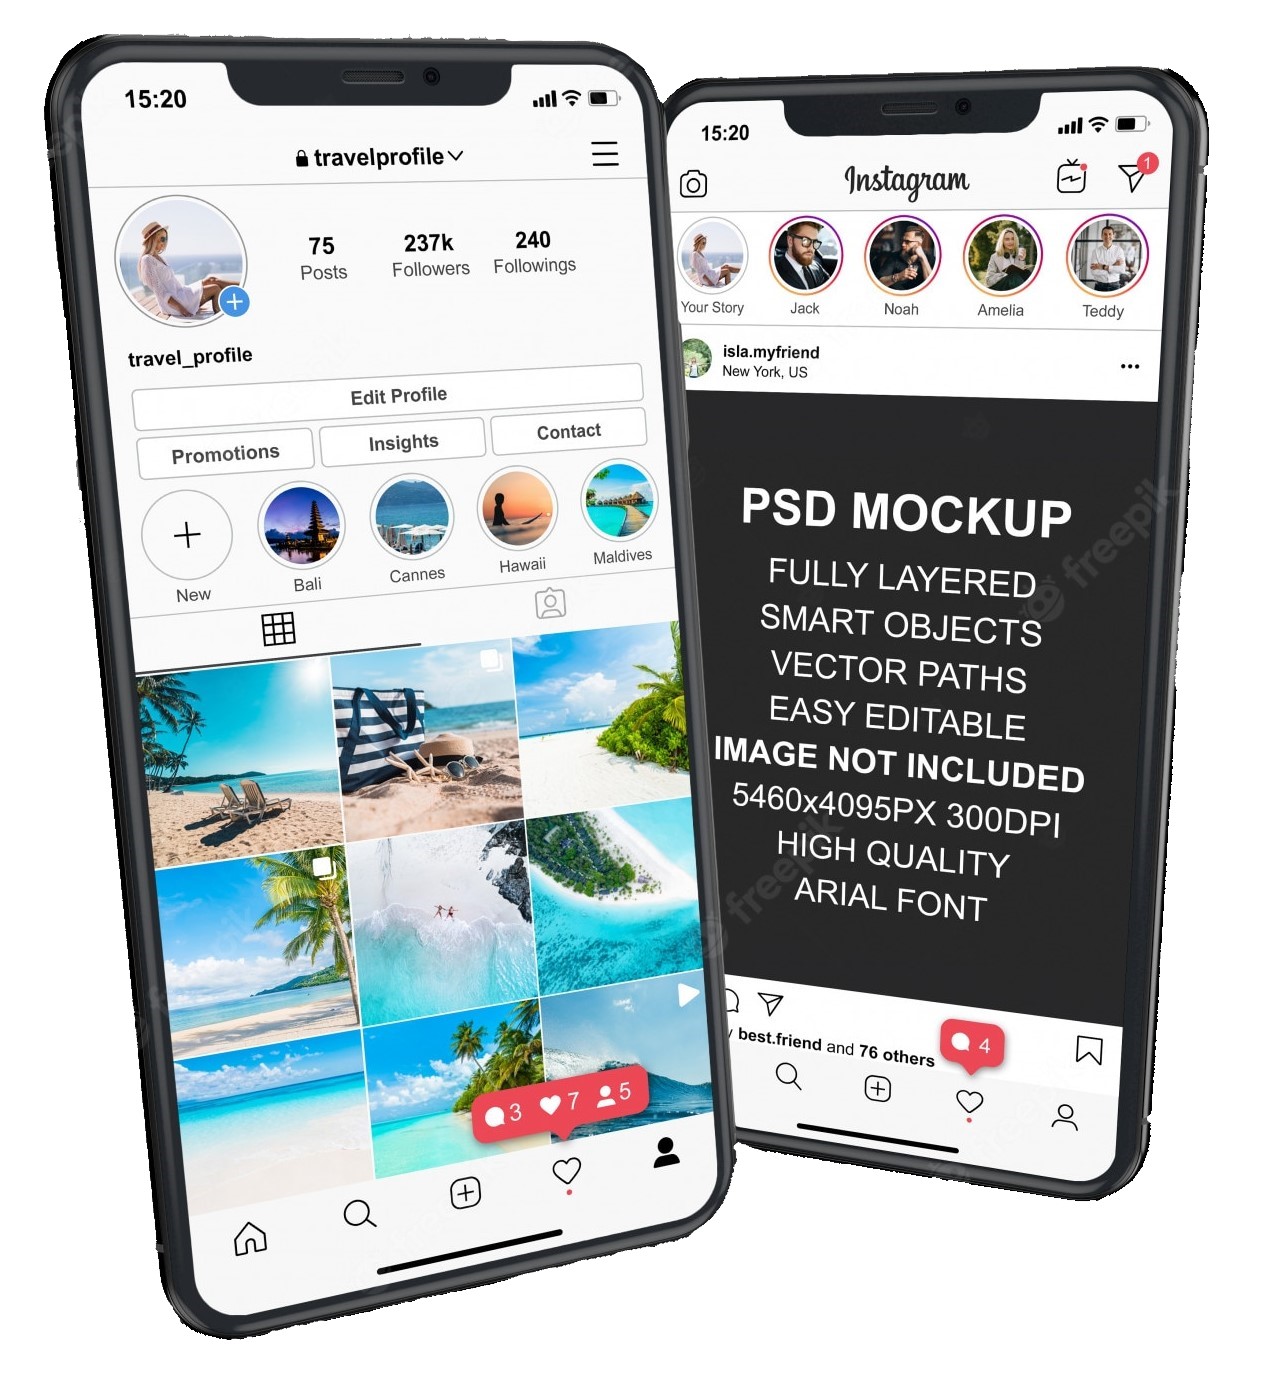 15:20
travelprofile
75
237k
240
Posts
Followers
Followings
travel_profile
Edit Profile
Promotions
Insights
Contact
New
Bali
Cannes
Hawaii
Maldives
3
7
5
15:20
Instagram
1
Your Story
Jack
Noah
Amelia
Teddy
isla.myfriend
New York, US
PSD MOCKUP
FULLY LAYERED
SMART OBJECTS
VECTOR PATHS
EASY EDITABLE
IMAGE NOT INCLUDED
5460x4095PX 300DPI
HIGH QUALITY
ARIAL FONT
best.friend and 76 others
4
freepik
freepik